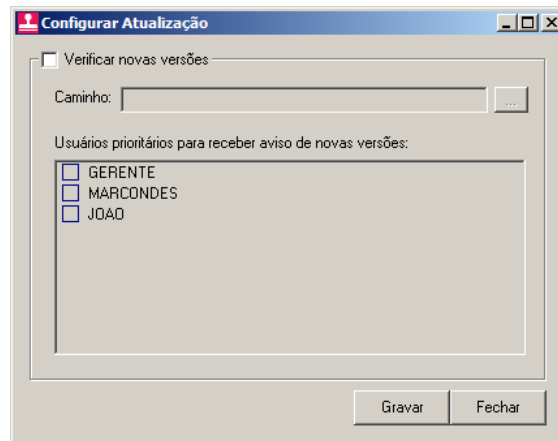 Configurar Atualização
Verificar novas versões
Caminho:
...
Usuários prioritários para receber aviso de novas versões:
GERENTE
MARCONDES
JOAO
Gravar Fechar